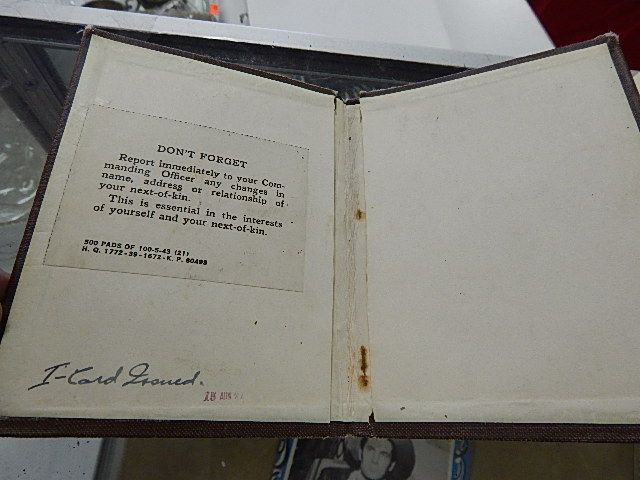 DON'T FORGET
Report immediately to your Com-
manding Officer any changes in
name, address or relationship of
your next-of-kin.
This is essential in the interests
of yourself and your next-of-kin.
500 PADS OF 100-5-43 (21)
H. Q. 1772-39-1672-K. P. 60498
I-Card Issued.